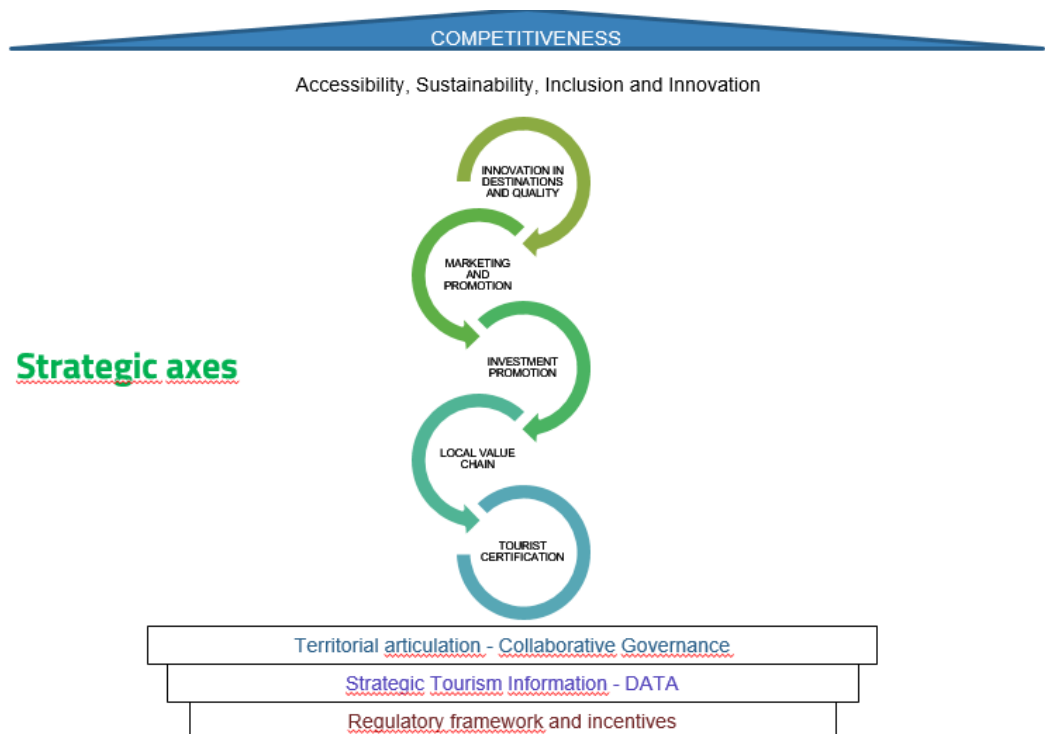 COMPETITIVENESS
Accessibility, Sustainability, Inclusion and Innovation
INNOVATION IN
DESTINATIONS
AND QUALITY
MARKETING
AND
PROMOTION
Strategic axes
INVESTMENT
PROMOTION
LOCAL VALUE
CHAIN
TOURIST
CERTIFICATION
Territorial articulation - Collaborative Governance
Strategic Tourism Information - DATA
Regulatory framework and incentives